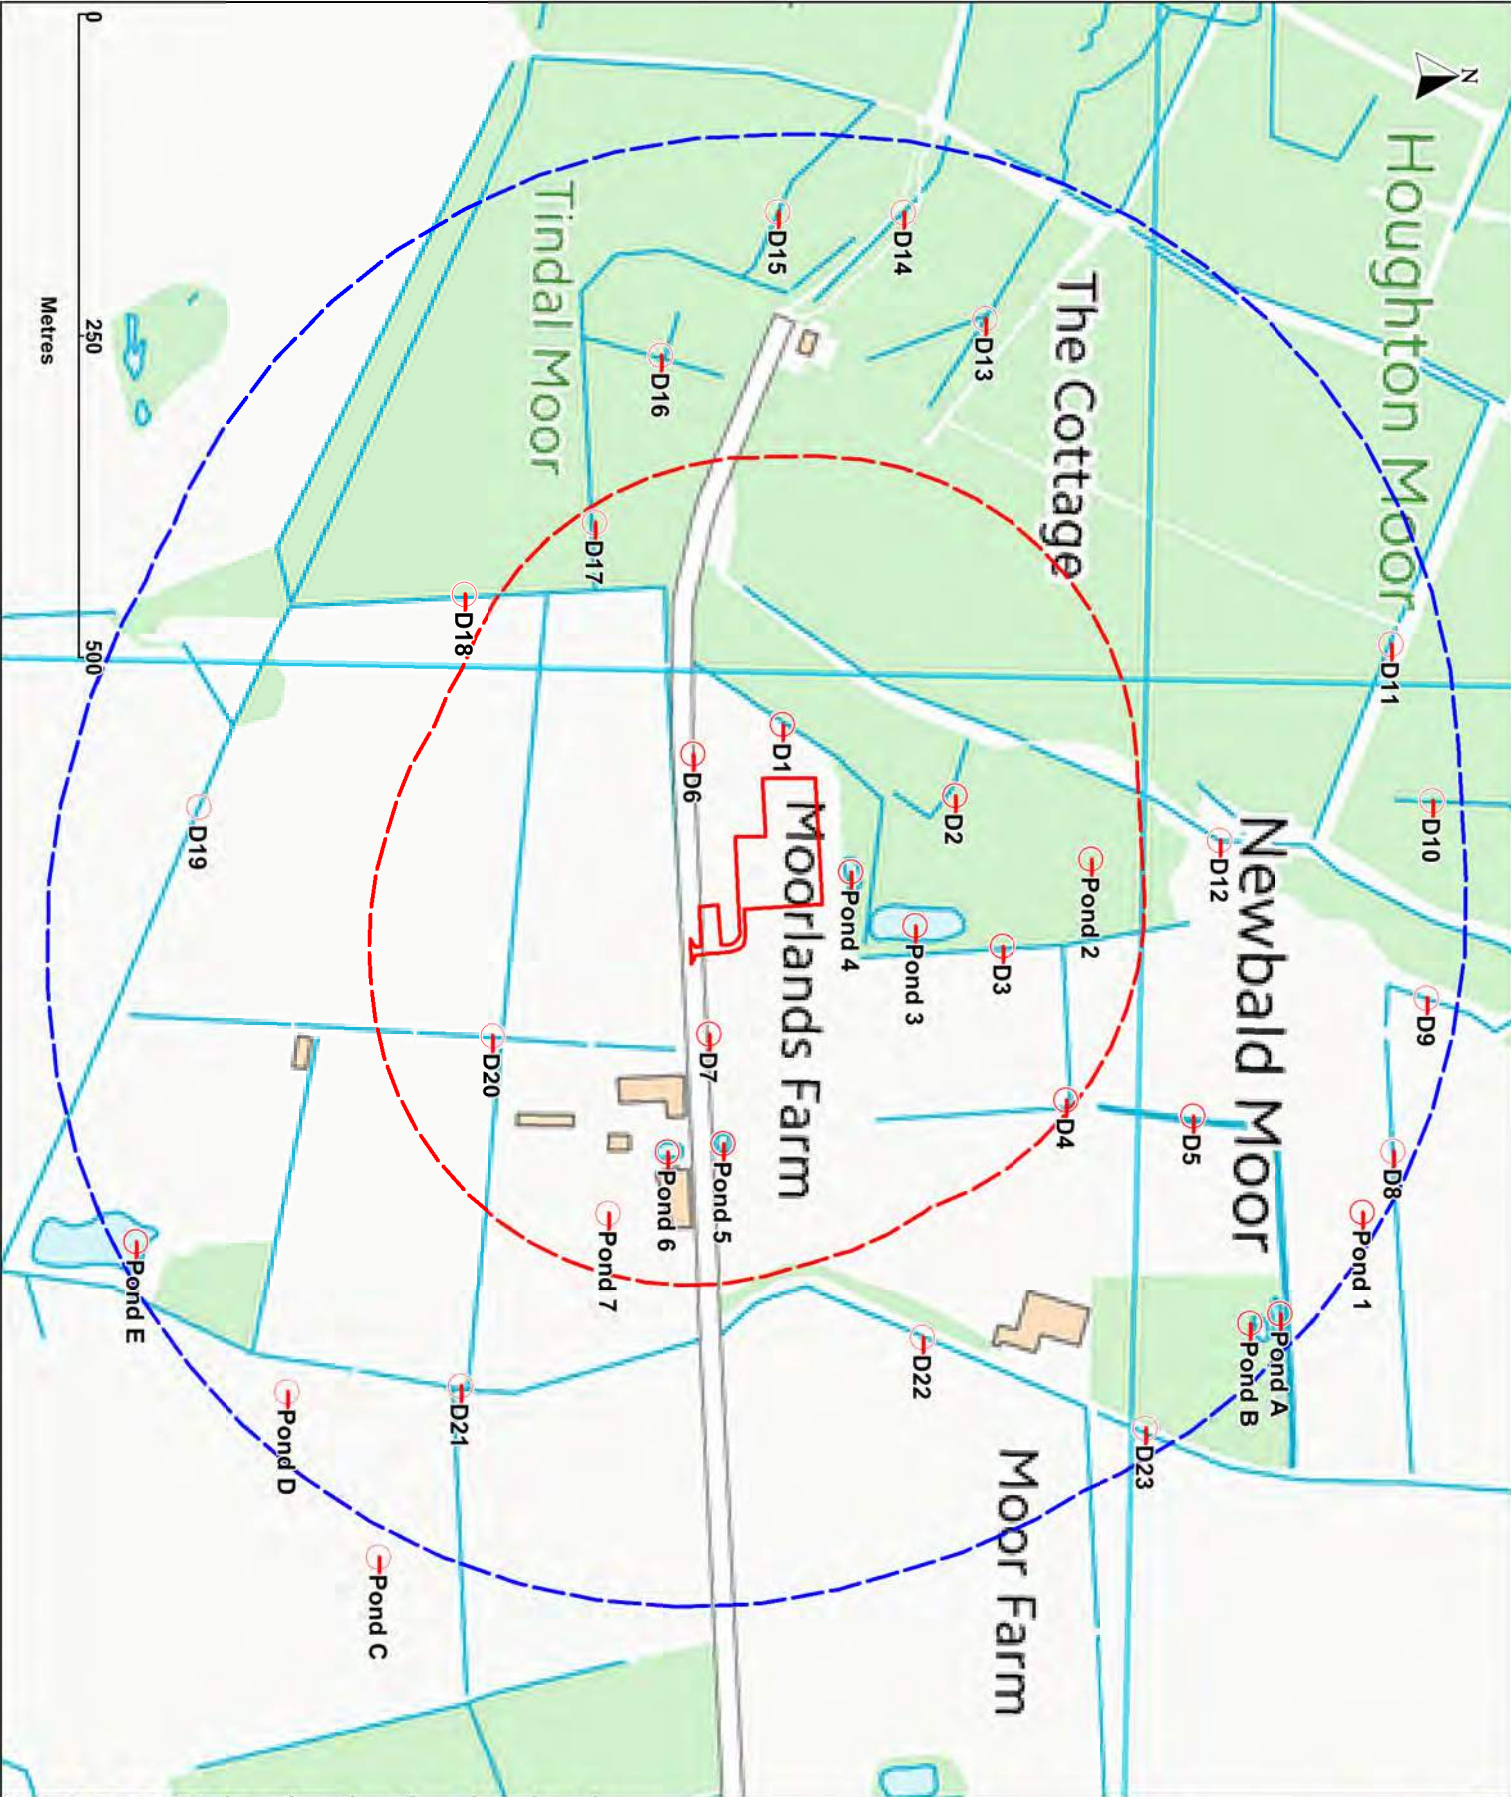 N
Houghton Moor
The Cottage
Tindal Moor
Newbald Moor
Moorlands Farm
Moor Farm
D1
D2
D3
D4
D5
D6
D7
D8
D9
D10
D11
D12
D13
D14
D15
D16
D17
D18
D19
D20
D21
D22
D23
Pond 1
Pond 2
Pond 3
Pond 4
Pond 5
Pond 6
Pond 7
Pond A
Pond B
Pond C
Pond D
Pond E
0 250 500
Metres